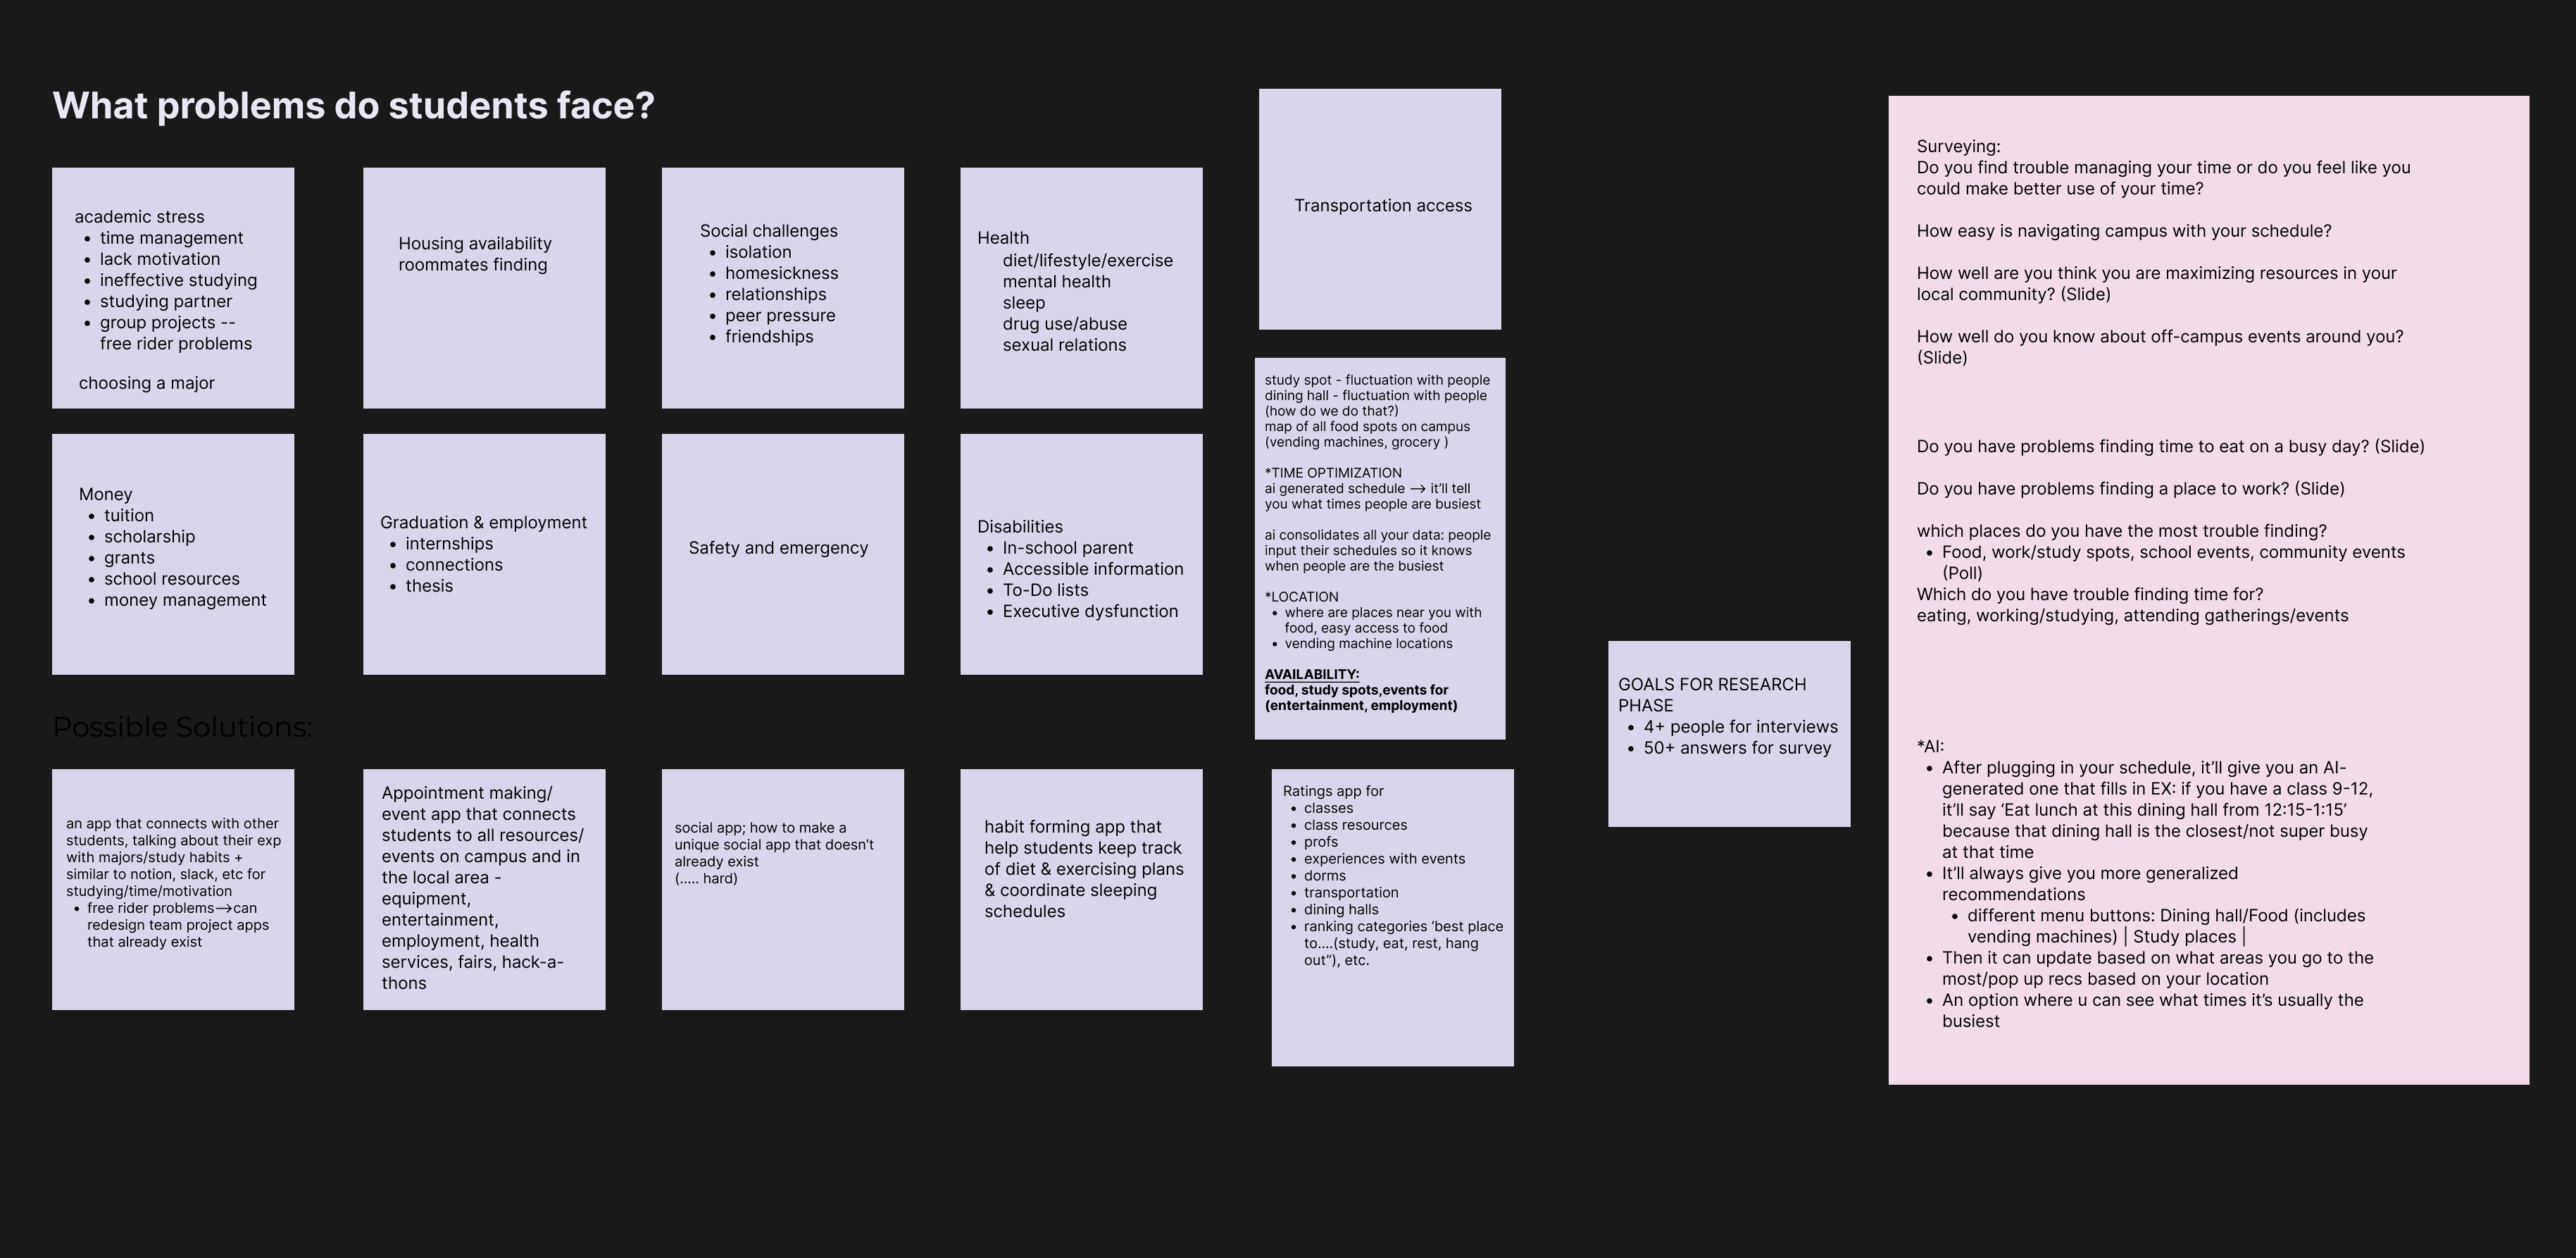 What problems do students face?
academic stress
• time management
• lack motivation
• ineffective studying
• studying partner
• group projects --
free rider problems
choosing a major
Housing availability
roommates finding
Social challenges
• isolation
• homesickness
• relationships
• peer pressure
• friendships
Health
diet/lifestyle/exercise
mental health
sleep
drug use/abuse
sexual relations
Transportation access
Money
• tuition
• scholarship
• grants
• school resources
• money management
Graduation & employment
• internships
• connections
• thesis
Safety and emergency
Disabilities
• In-school parent
• Accessible information
• To-Do lists
• Executive dysfunction
study spot - fluctuation with people
dining hall - fluctuation with people
(how do we do that?)
map of all food spots on campus
(vending machines, grocery )
*TIME OPTIMIZATION
ai generated schedule --> it’ll tell
you what times people are busiest
ai consolidates all your data: people
input their schedules so it knows
when people are the busiest
*LOCATION
• where are places near you with
food, easy access to food
• vending machine locations
AVAILABILITY:
food, study spots,events for
(entertainment, employment)
Possible Solutions:
an app that connects with other
students, talking about their exp
with majors/study habits +
similar to notion, slack, etc for
studying/time/motivation
• free rider problems-->can
redesign team project apps
that already exist
Appointment making/
event app that connects
students to all resources/
events on campus and in
the local area -
equipment,
entertainment,
employment, health
services, fairs, hack-a-
thons
social app; how to make a
unique social app that doesn’t
already exist
(..... hard)
habit forming app that
help students keep track
of diet & exercising plans
& coordinate sleeping
schedules
Ratings app for
• classes
• class resources
• profs
• experiences with events
• dorms
• transportation
• dining halls
• ranking categories ‘best place
to....(study, eat, rest, hang
out”), etc.
GOALS FOR RESEARCH
PHASE
• 4+ people for interviews
• 50+ answers for survey
Surveying:
Do you find trouble managing your time or do you feel like you
could make better use of your time?
How easy is navigating campus with your schedule?
How well are you think you are maximizing resources in your
local community? (Slide)
How well do you know about off-campus events around you?
(Slide)
Do you have problems finding time to eat on a busy day? (Slide)
Do you have problems finding a place to work? (Slide)
which places do you have the most trouble finding?
• Food, work/study spots, school events, community events
(Poll)
Which do you have trouble finding time for?
eating, working/studying, attending gatherings/events
*AI:
• After plugging in your schedule, it’ll give you an AI-
generated one that fills in EX: if you have a class 9-12,
it’ll say ‘Eat lunch at this dining hall from 12:15-1:15’
because that dining hall is the closest/not super busy
at that time
• It’ll always give you more generalized
recommendations
• different menu buttons: Dining hall/Food (includes
vending machines) | Study places |
• Then it can update based on what areas you go to the
most/pop up recs based on your location
• An option where u can see what times it’s usually the
busiest